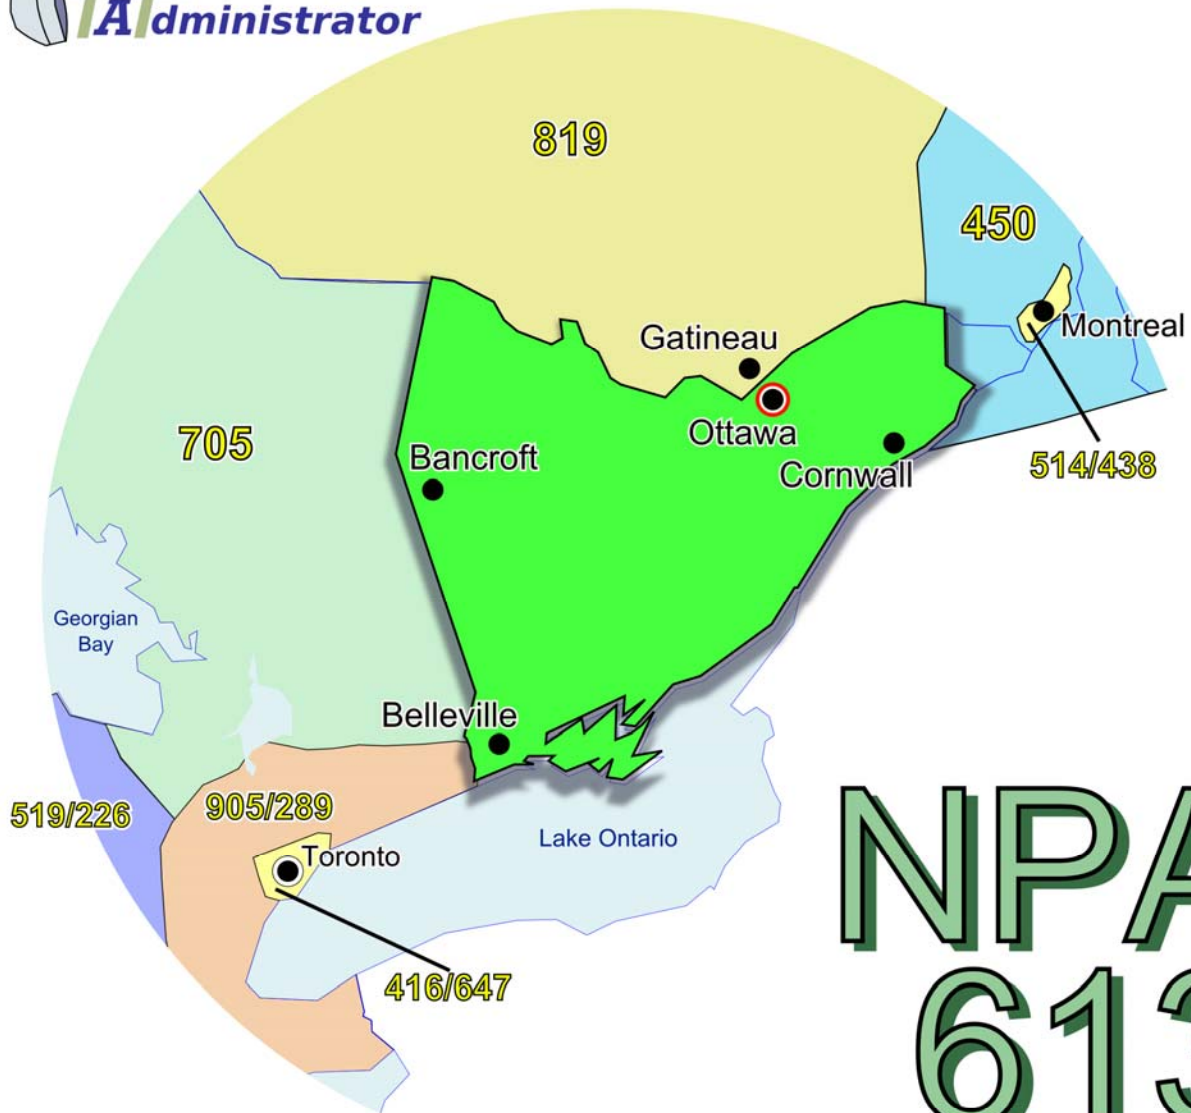 Administrator
819
450
Montreal
Gatineau
Ottawa
705
Bancroft
Cornwall
514/438
Georgian
Bay
Belleville
519/226
905/289
Lake Ontario
Toronto
416/647
NPA
613